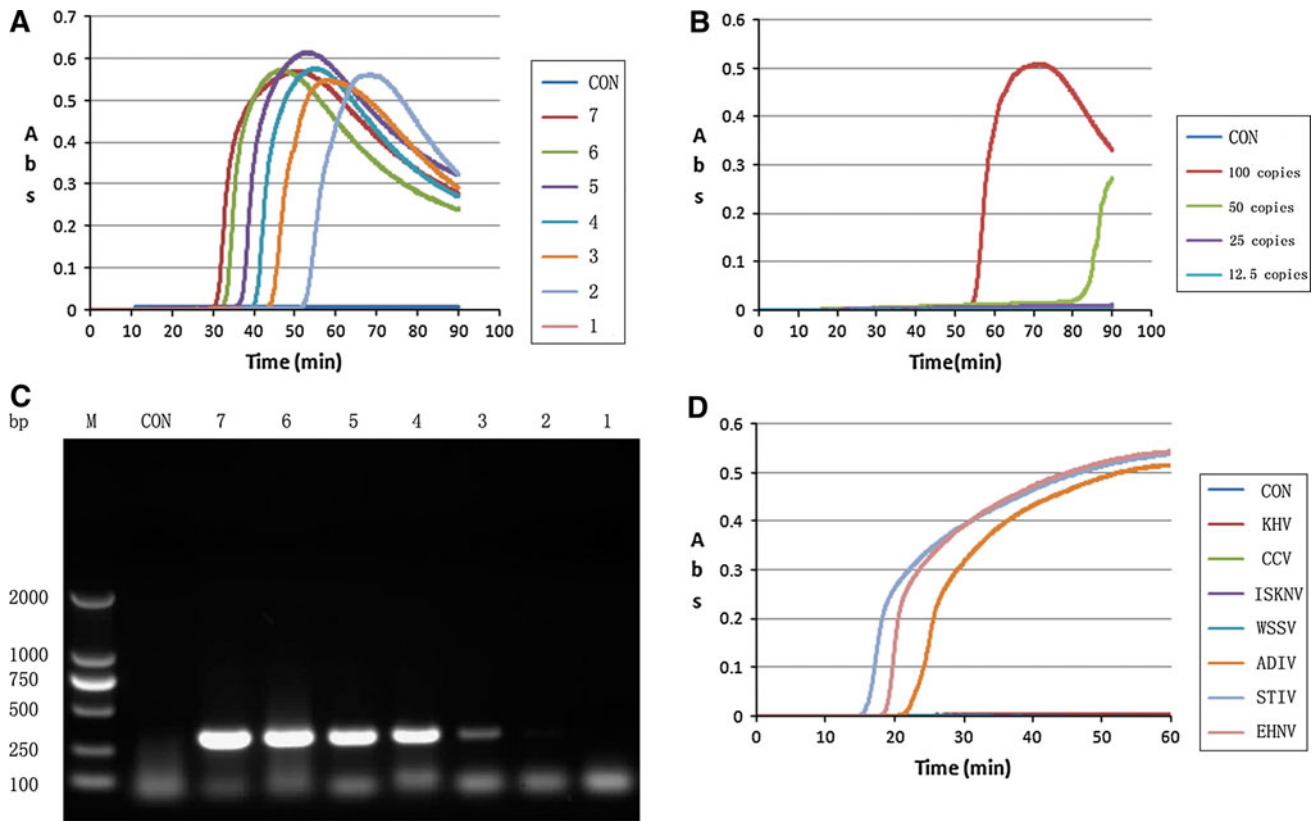 A
0.7
0.6
0.5
0.4
0.3
0.2
0.1
0
A
b
s
0 10 20 30 40 50 60 70 80 90 100
Time (min)
CON
7
6
5
4
3
2
1
B
0.6
0.5
0.4
0.3
0.2
0.1
0
A
b
s
0 10 20 30 40 50 60 70 80 90 100
Time(min)
CON
100 copies
50 copies
25 copies
12.5 copies
C
bp M CON 7 6 5 4 3 2 1
2000
1000
750
500
250
100
D
0.6
0.5
0.4
0.3
0.2
0.1
0
A
b
s
0 10 20 30 40 50 60
Time (min)
CON
KHV
CCV
ISKNV
WSSV
ADIV
STIV
EHNV